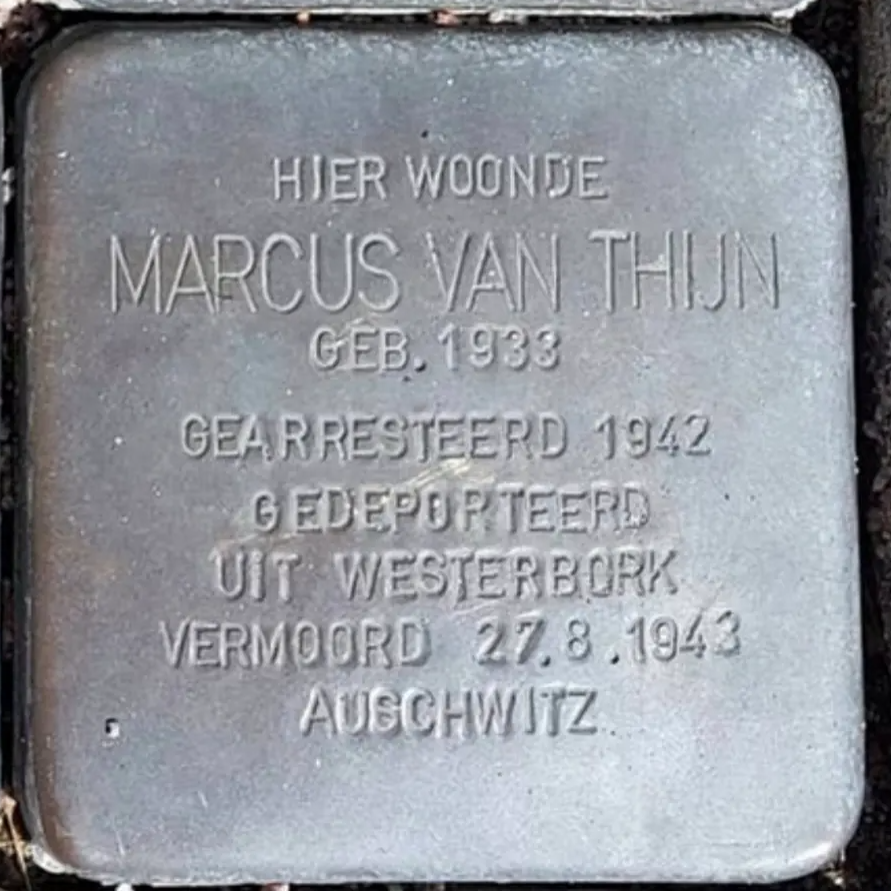 HIER WOONDE
MARCUS VAN THIJN
GEB. 1933
GEARRESTEERD 1942
GEDEPORTEERD
UIT WESTERBORK
VERMOORD 27.8.1943
AUSCHWITZ